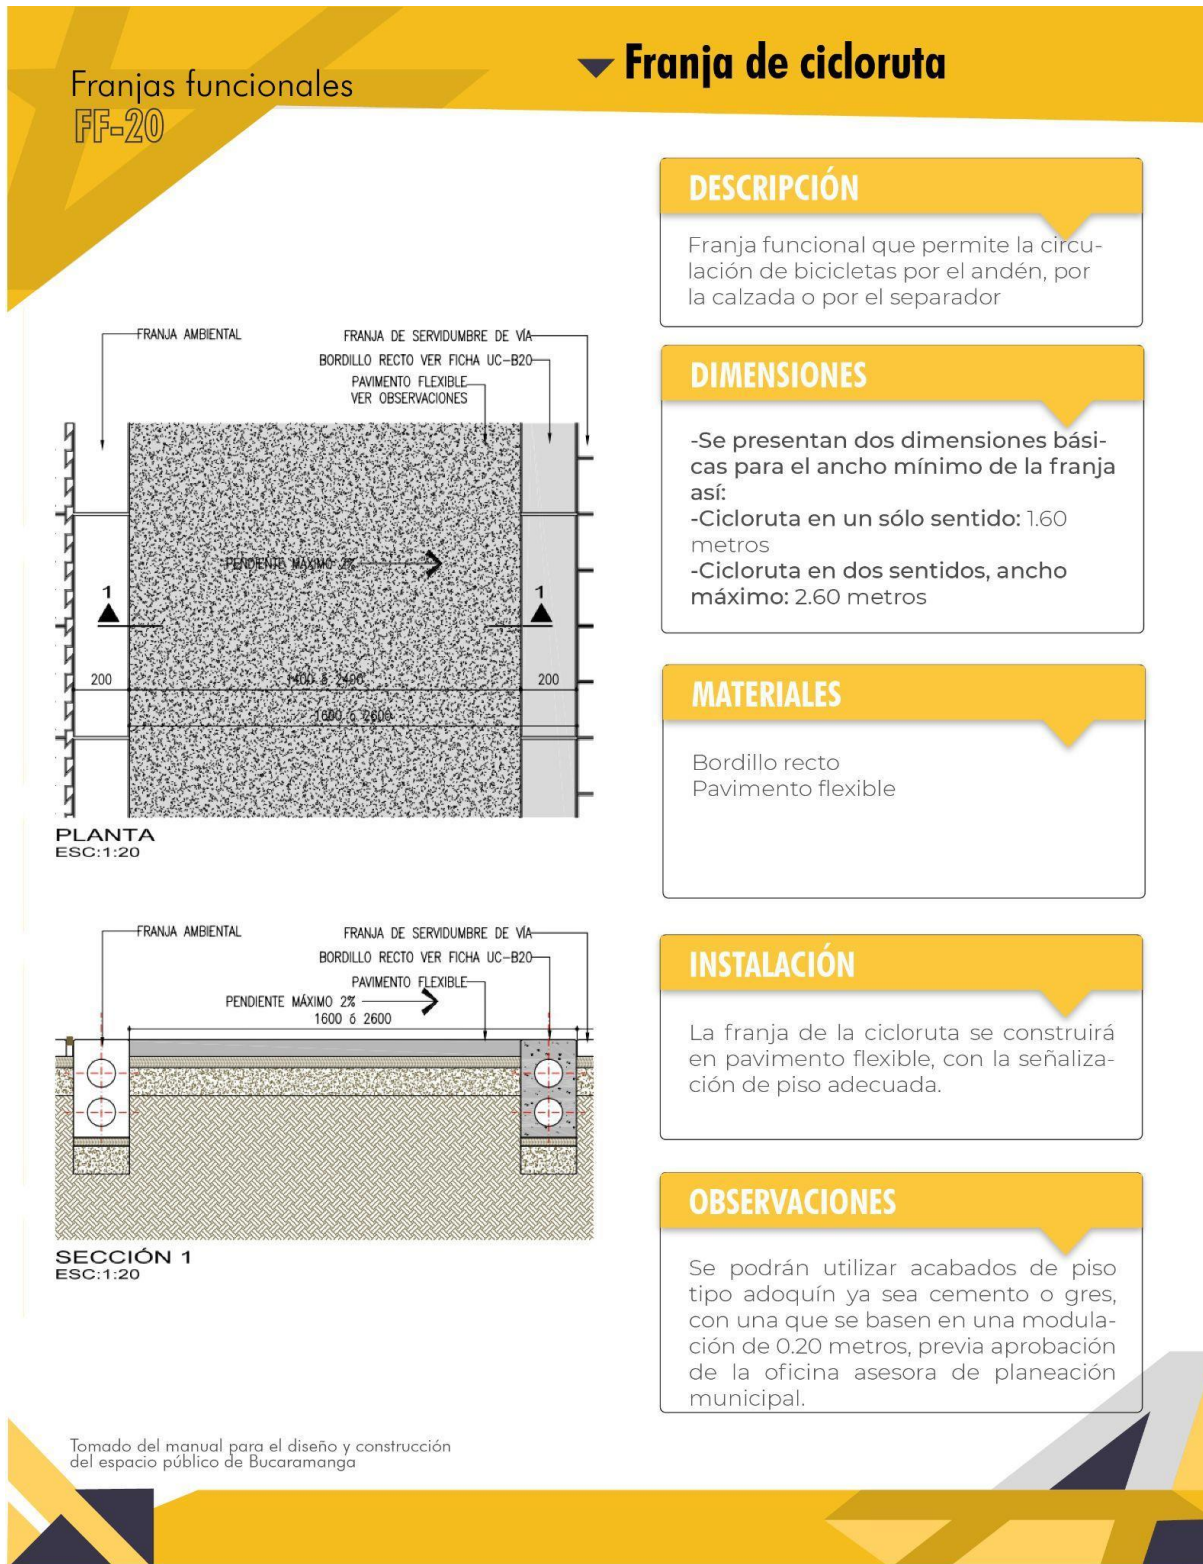 Franjas funcionales
FF-20
Franja de cicloruta
DESCRIPCIÓN
Franja funcional que permite la circu-
lación de bicicletas por el andén, por
la calzada o por el separador
DIMENSIONES
-Se presentan dos dimensiones bási-
cas para el ancho mínimo de la franja
así:
-Cicloruta en un sólo sentido: 1.60
metros
-Cicloruta en dos sentidos, ancho
máximo: 2.60 metros
MATERIALES
Bordillo recto
Pavimento flexible
INSTALACIÓN
La franja de la cicloruta se construirá
en pavimento flexible, con la señaliza-
ción de piso adecuada.
OBSERVACIONES
Se podrán utilizar acabados de piso
tipo adoquín ya sea cemento o gres,
con una que se basen en una modula-
ción de 0.20 metros, previa aprobación
de la oficina asesora de planeación
municipal.
FRANJA AMBIENTAL
FRANJA DE SERVIDUMBRE DE VÍA
BORDILLO RECTO VER FICHA UC-B20
PAVIMENTO FLEXIBLE
VER OBSERVACIONES
PENDIENTE MÁXIMO 2%
1
1
200
1400 ó 2400
200
1600 ó 2600
PLANTA
ESC:1:20
FRANJA AMBIENTAL
FRANJA DE SERVIDUMBRE DE VÍA
BORDILLO RECTO VER FICHA UC-B20
PAVIMENTO FLEXIBLE
PENDIENTE MÁXIMO 2%
1600 ó 2600
SECCIÓN 1
ESC:1:20
Tomado del manual para el diseño y construcción
del espacio público de Bucaramanga